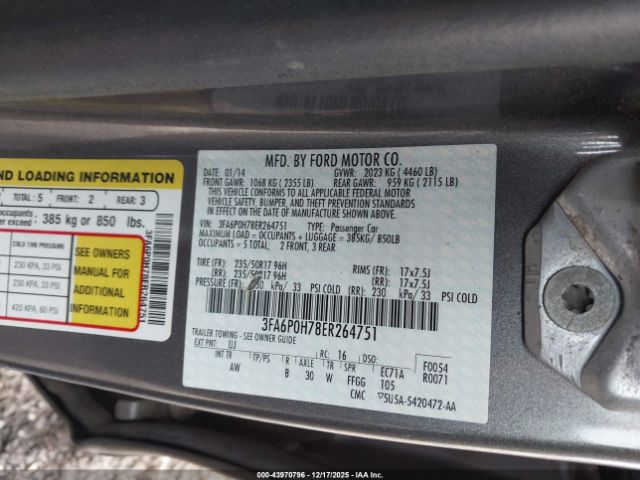 ND LOADING INFORMATION
TOTAL : 5 FRONT: 2 REAR: 3
occupants
er exceed : 385 kg or 850 lbs.
COLD TIRE PRESSURE
230 KPA, 33 PSI
230 KPA, 33 PSI
420 KPA, 60 PSI
SEE OWNERS
MANUAL FOR
ADDITIONAL
INFORMATION
3FA6P0H78ER264751
MFD. BY FORD MOTOR CO.
DATE: 01/14 GVWR: 2023 KG ( 4460 LB)
FRONT GAWR: 1068 KG ( 2355 LB) REAR GAWR: 959 KG ( 2115 LB)
THIS VEHICLE CONFORMS TO ALL APPLICABLE FEDERAL MOTOR
VEHICLE SAFETY, BUMPER, AND THEFT PREVENTION STANDARDS
IN EFFECT ON THE DATE OF MANUFACTURE SHOWN ABOVE.
VIN: 3FA6P0H78ER264751 TYPE: Passenger Car
MAXIMUM LOAD = OCCUPANTS + LUGGAGE = 385KG/ 850LB
OCCUPANTS = 5 TOTAL: 2 FRONT, 3 REAR
TIRE (FR): 235/50R17 96H RIMS (FR): 17x7.5J
(RR): 235/50R17 96H (RR): 17x7.5J
PRESSURE (FR): 230 kPa/ 33 PSI COLD (RR): 230 kPa/ 33 PSI COLD
3FA6P0H78ER264751
TRAILER TOWING - SEE OWNER GUIDE
EXT PNT: UJ RC: 16 DSO: F0054
INT TR TP/PS R AXLE TR SPR EC71A R0071
AW B 30 W FFGG 105
CMC 5U5A-5420472-AA
43970796 - 12/17/2025 - IAA Inc.